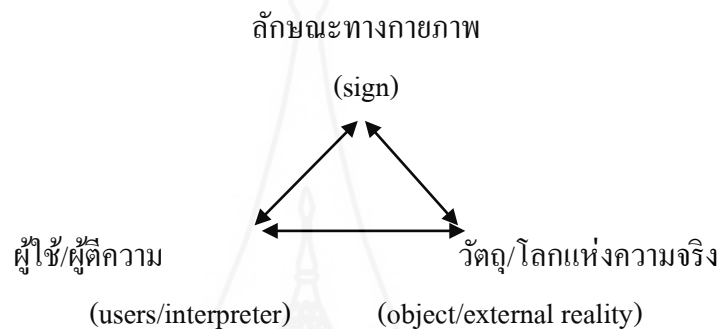 ลักษณะทางกายภาพ
(sign)
ผู้ใช้/ผู้ตีความ วัตถุ/โลกแห่งความจริง
(users/interpreter) (object/external reality)